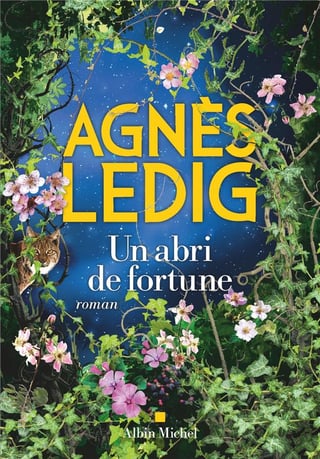 AGNÈS
LEDIG
Un abri
de fortune
roman
Albin Michel